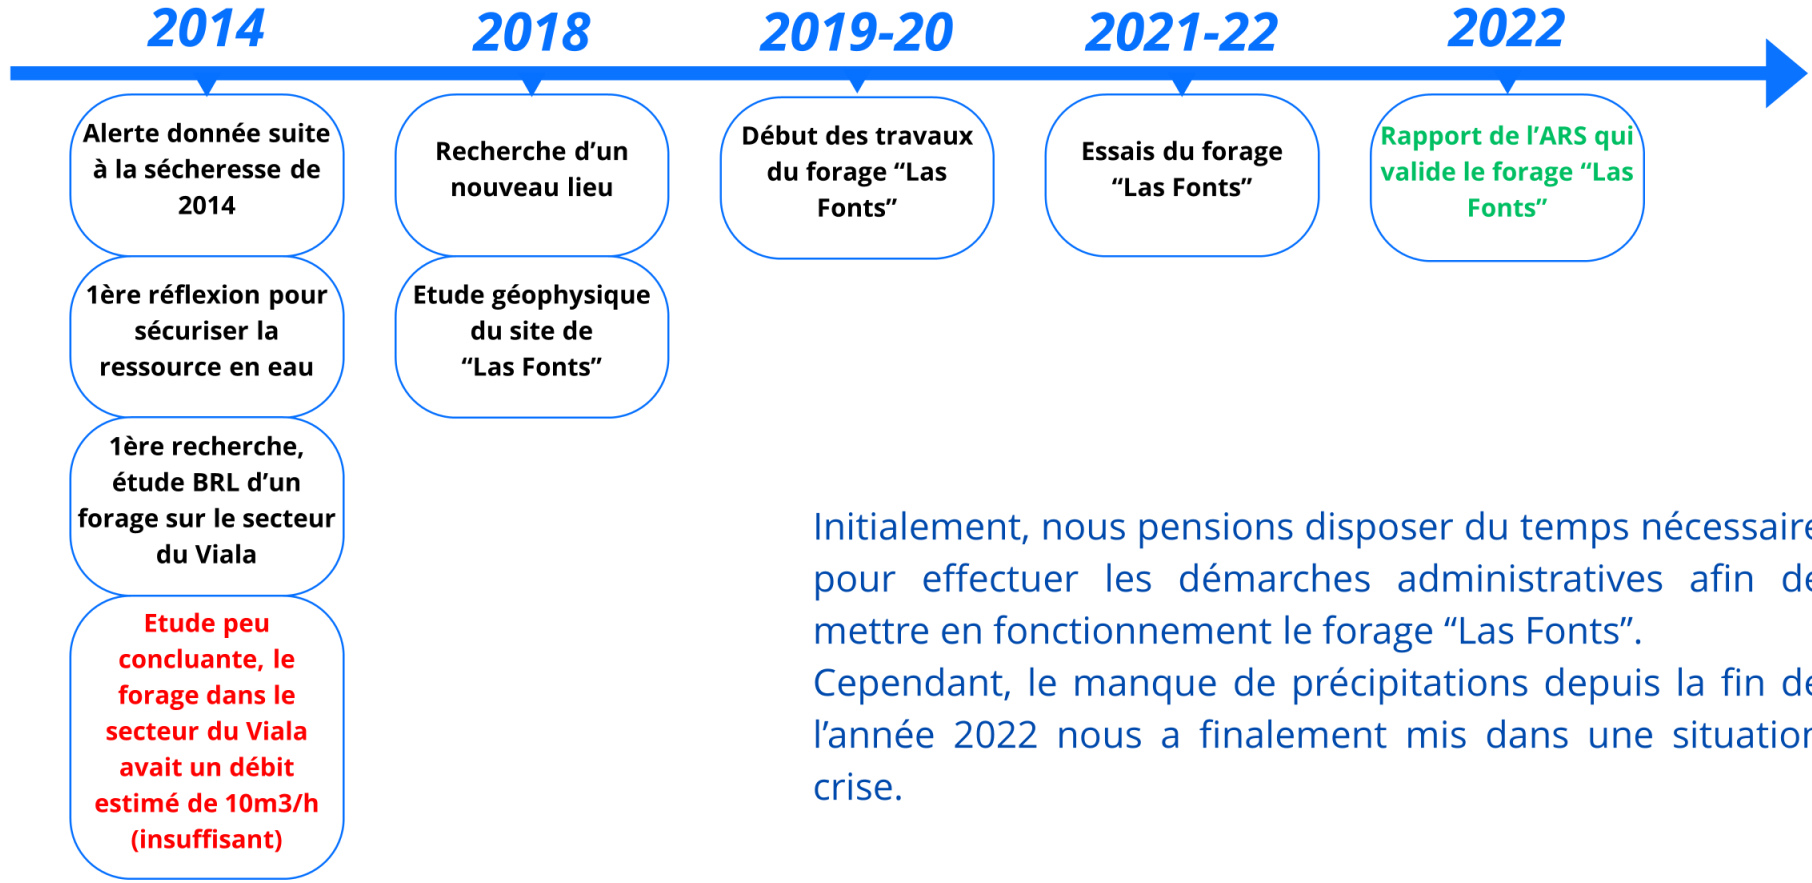 2014
2018
2019-20
2021-22
2022
Alerte donnée suite
à la sécheresse de
2014
1ère réflexion pour
sécuriser la
ressource en eau
1ère recherche,
étude BRL d’un
forage sur le secteur
du Viala
Etude peu
concluante, le
forage dans le
secteur du Viala
avait un débit
estimé de 10m3/h
(insuffisant)
Recherche d’un
nouveau lieu
Etude géophysique
du site de
“Las Fonts”
Début des travaux
du forage “Las
Fonts”
Essais du forage
“Las Fonts”
Rapport de l’ARS qui
valide le forage “Las
Fonts”
Initialement, nous pensions disposer du temps nécessaire
pour effectuer les démarches administratives afin de
mettre en fonctionnement le forage “Las Fonts”.
Cependant, le manque de précipitations depuis la fin de
l’année 2022 nous a finalement mis dans une situation
crise.